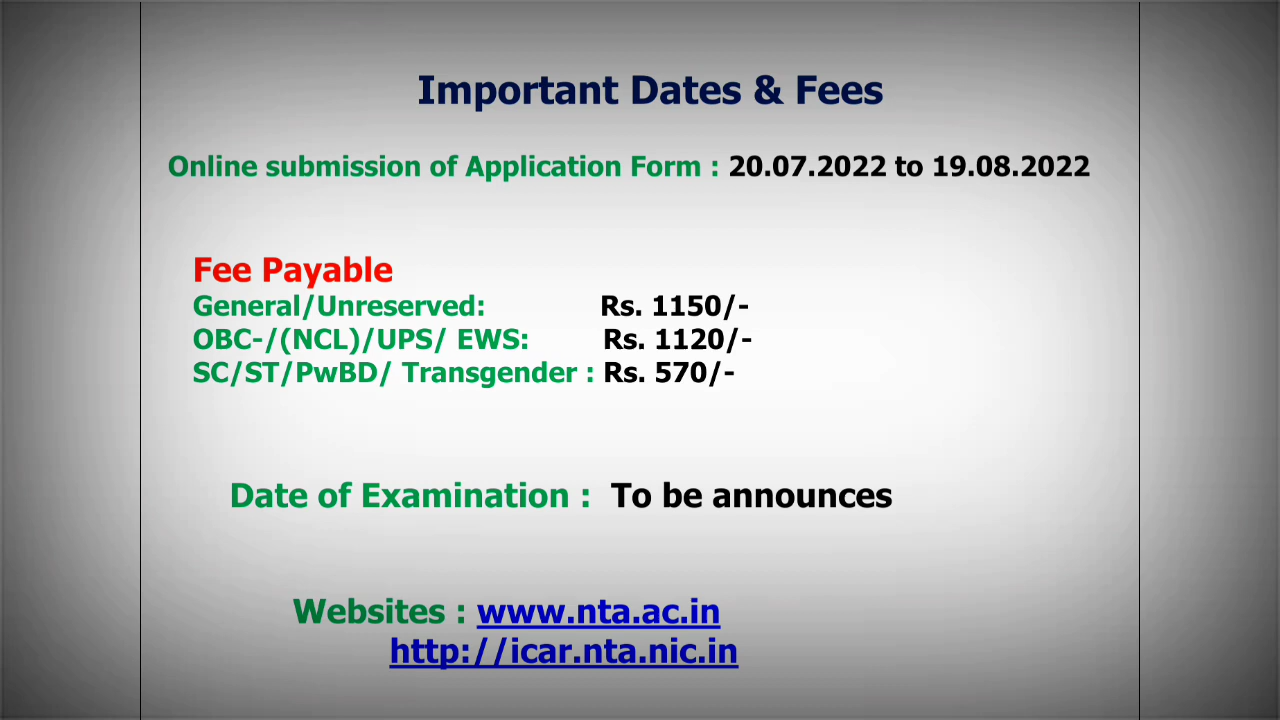 Important Dates & Fees
Online submission of Application Form : 20.07.2022 to 19.08.2022
Fee Payable
General/Unreserved: Rs. 1150/-
OBC-/(NCL)/UPS/ EWS: Rs. 1120/-
SC/ST/PwBD/ Transgender : Rs. 570/-
Date of Examination : To be announces
Websites : www.nta.ac.in
http://icar.nta.nic.in